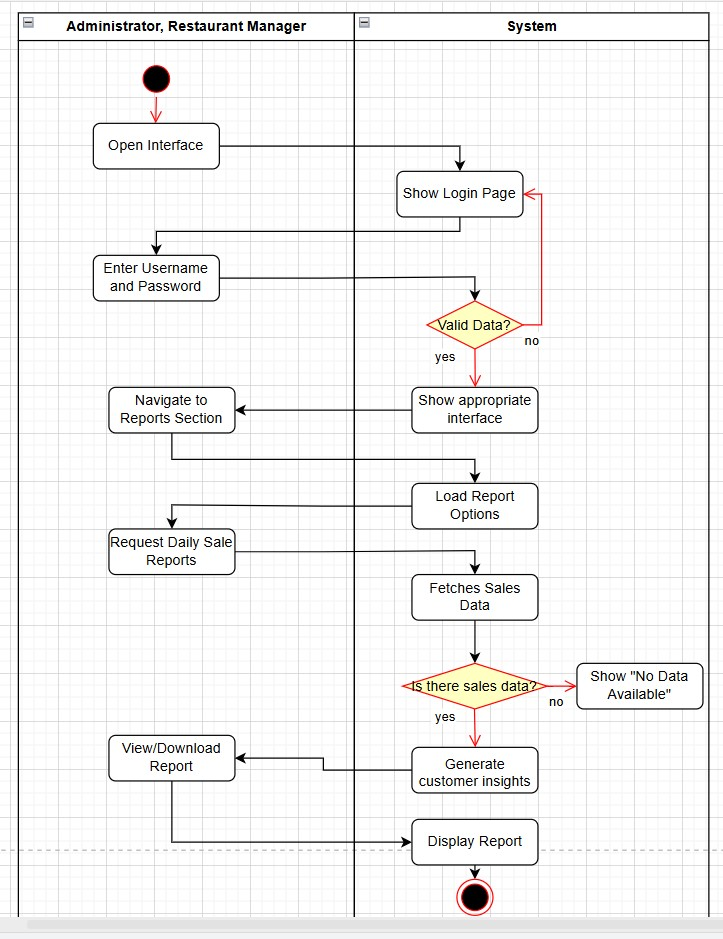 Administrator, Restaurant Manager
System
Open Interface
Show Login Page
Enter Username
and Password
Valid Data?
no
yes
Navigate to
Reports Section
Show appropriate
interface
Load Report
Options
Request Daily Sale
Reports
Fetches Sales
Data
Is there sales data?
no
yes
Show "No Data
Available"
View/Download
Report
Generate
customer insights
Display Report